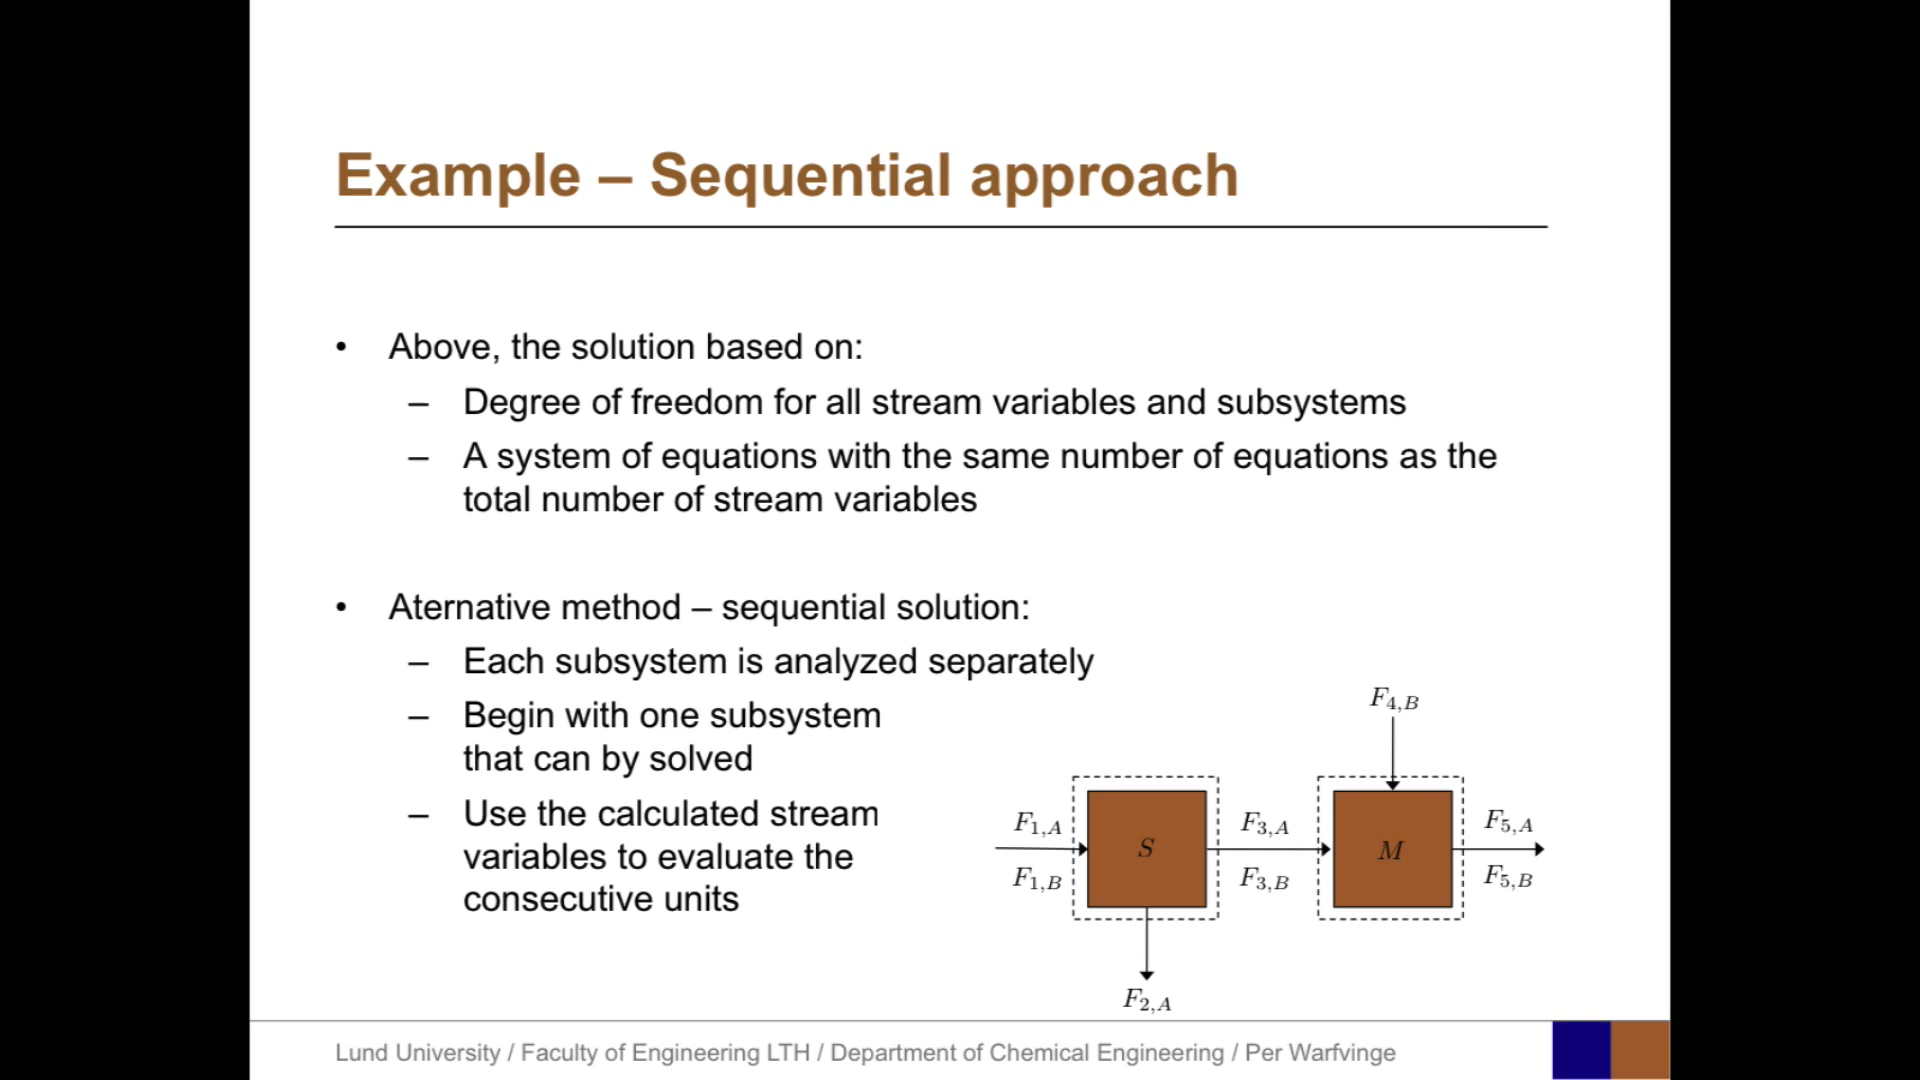 Example – Sequential approach
• Above, the solution based on:
– Degree of freedom for all stream variables and subsystems
– A system of equations with the same number of equations as the
total number of stream variables
• Aternative method – sequential solution:
– Each subsystem is analyzed separately
– Begin with one subsystem
that can by solved
– Use the calculated stream
variables to evaluate the
consecutive units
F4,B
F1,A
F1,B
S
F3,A
F3,B
M
F5,A
F5,B
F2,A
Lund University / Faculty of Engineering LTH / Department of Chemical Engineering / Per Warfvinge